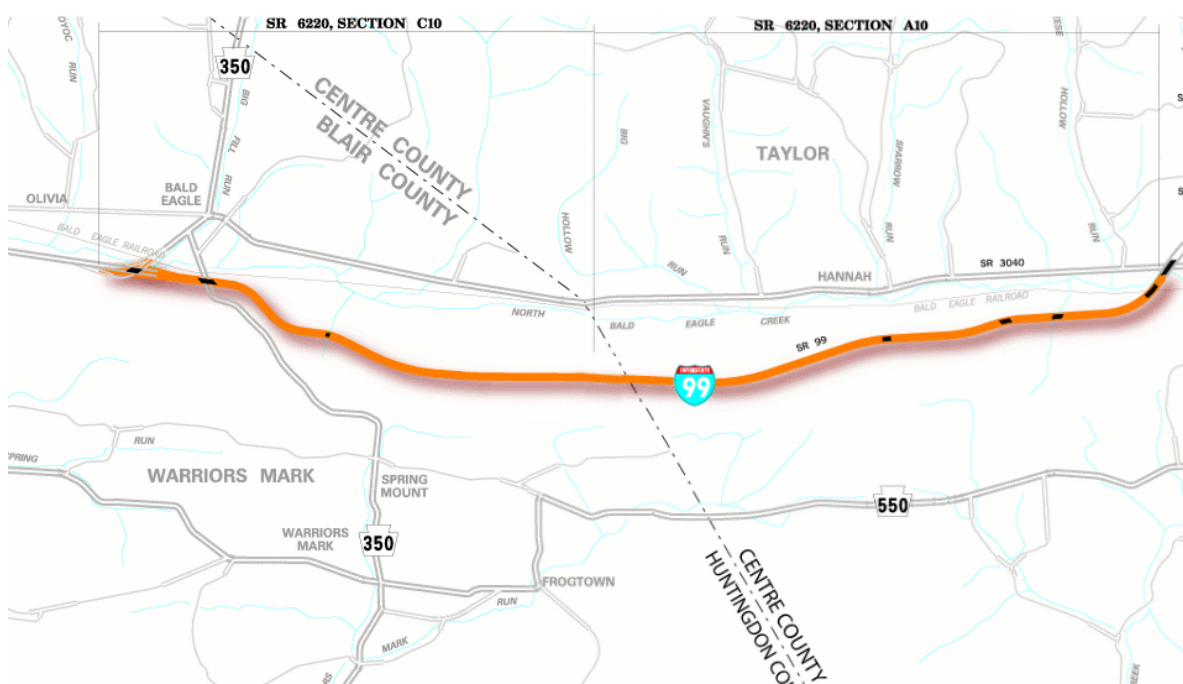 SR 6220, SECTION C10
SR 6220, SECTION A10
350
CENTRE COUNTY
BLAIR COUNTY
RUN
BIG
FILL
RUN
VAUGHN'S
RUN
BIG
HOLLOW
RUN
TAYLOR
SPARROW
RUN
HOLLOW
RUN
OLIVIA
BALD
EAGLE
BALD EAGLE RAILROAD
HANNAH
SR 3040
NORTH BALD EAGLE CREEK
BALD EAGLE RAILROAD
SR 99
INTERSTATE
99
SPRING
RUN
WARRIORS MARK
SPRING
MOUNT
550
WARRIORS
MARK
350
FROGTOWN
RUN
MARK
CENTRE COUNTY
HUNTINGDON